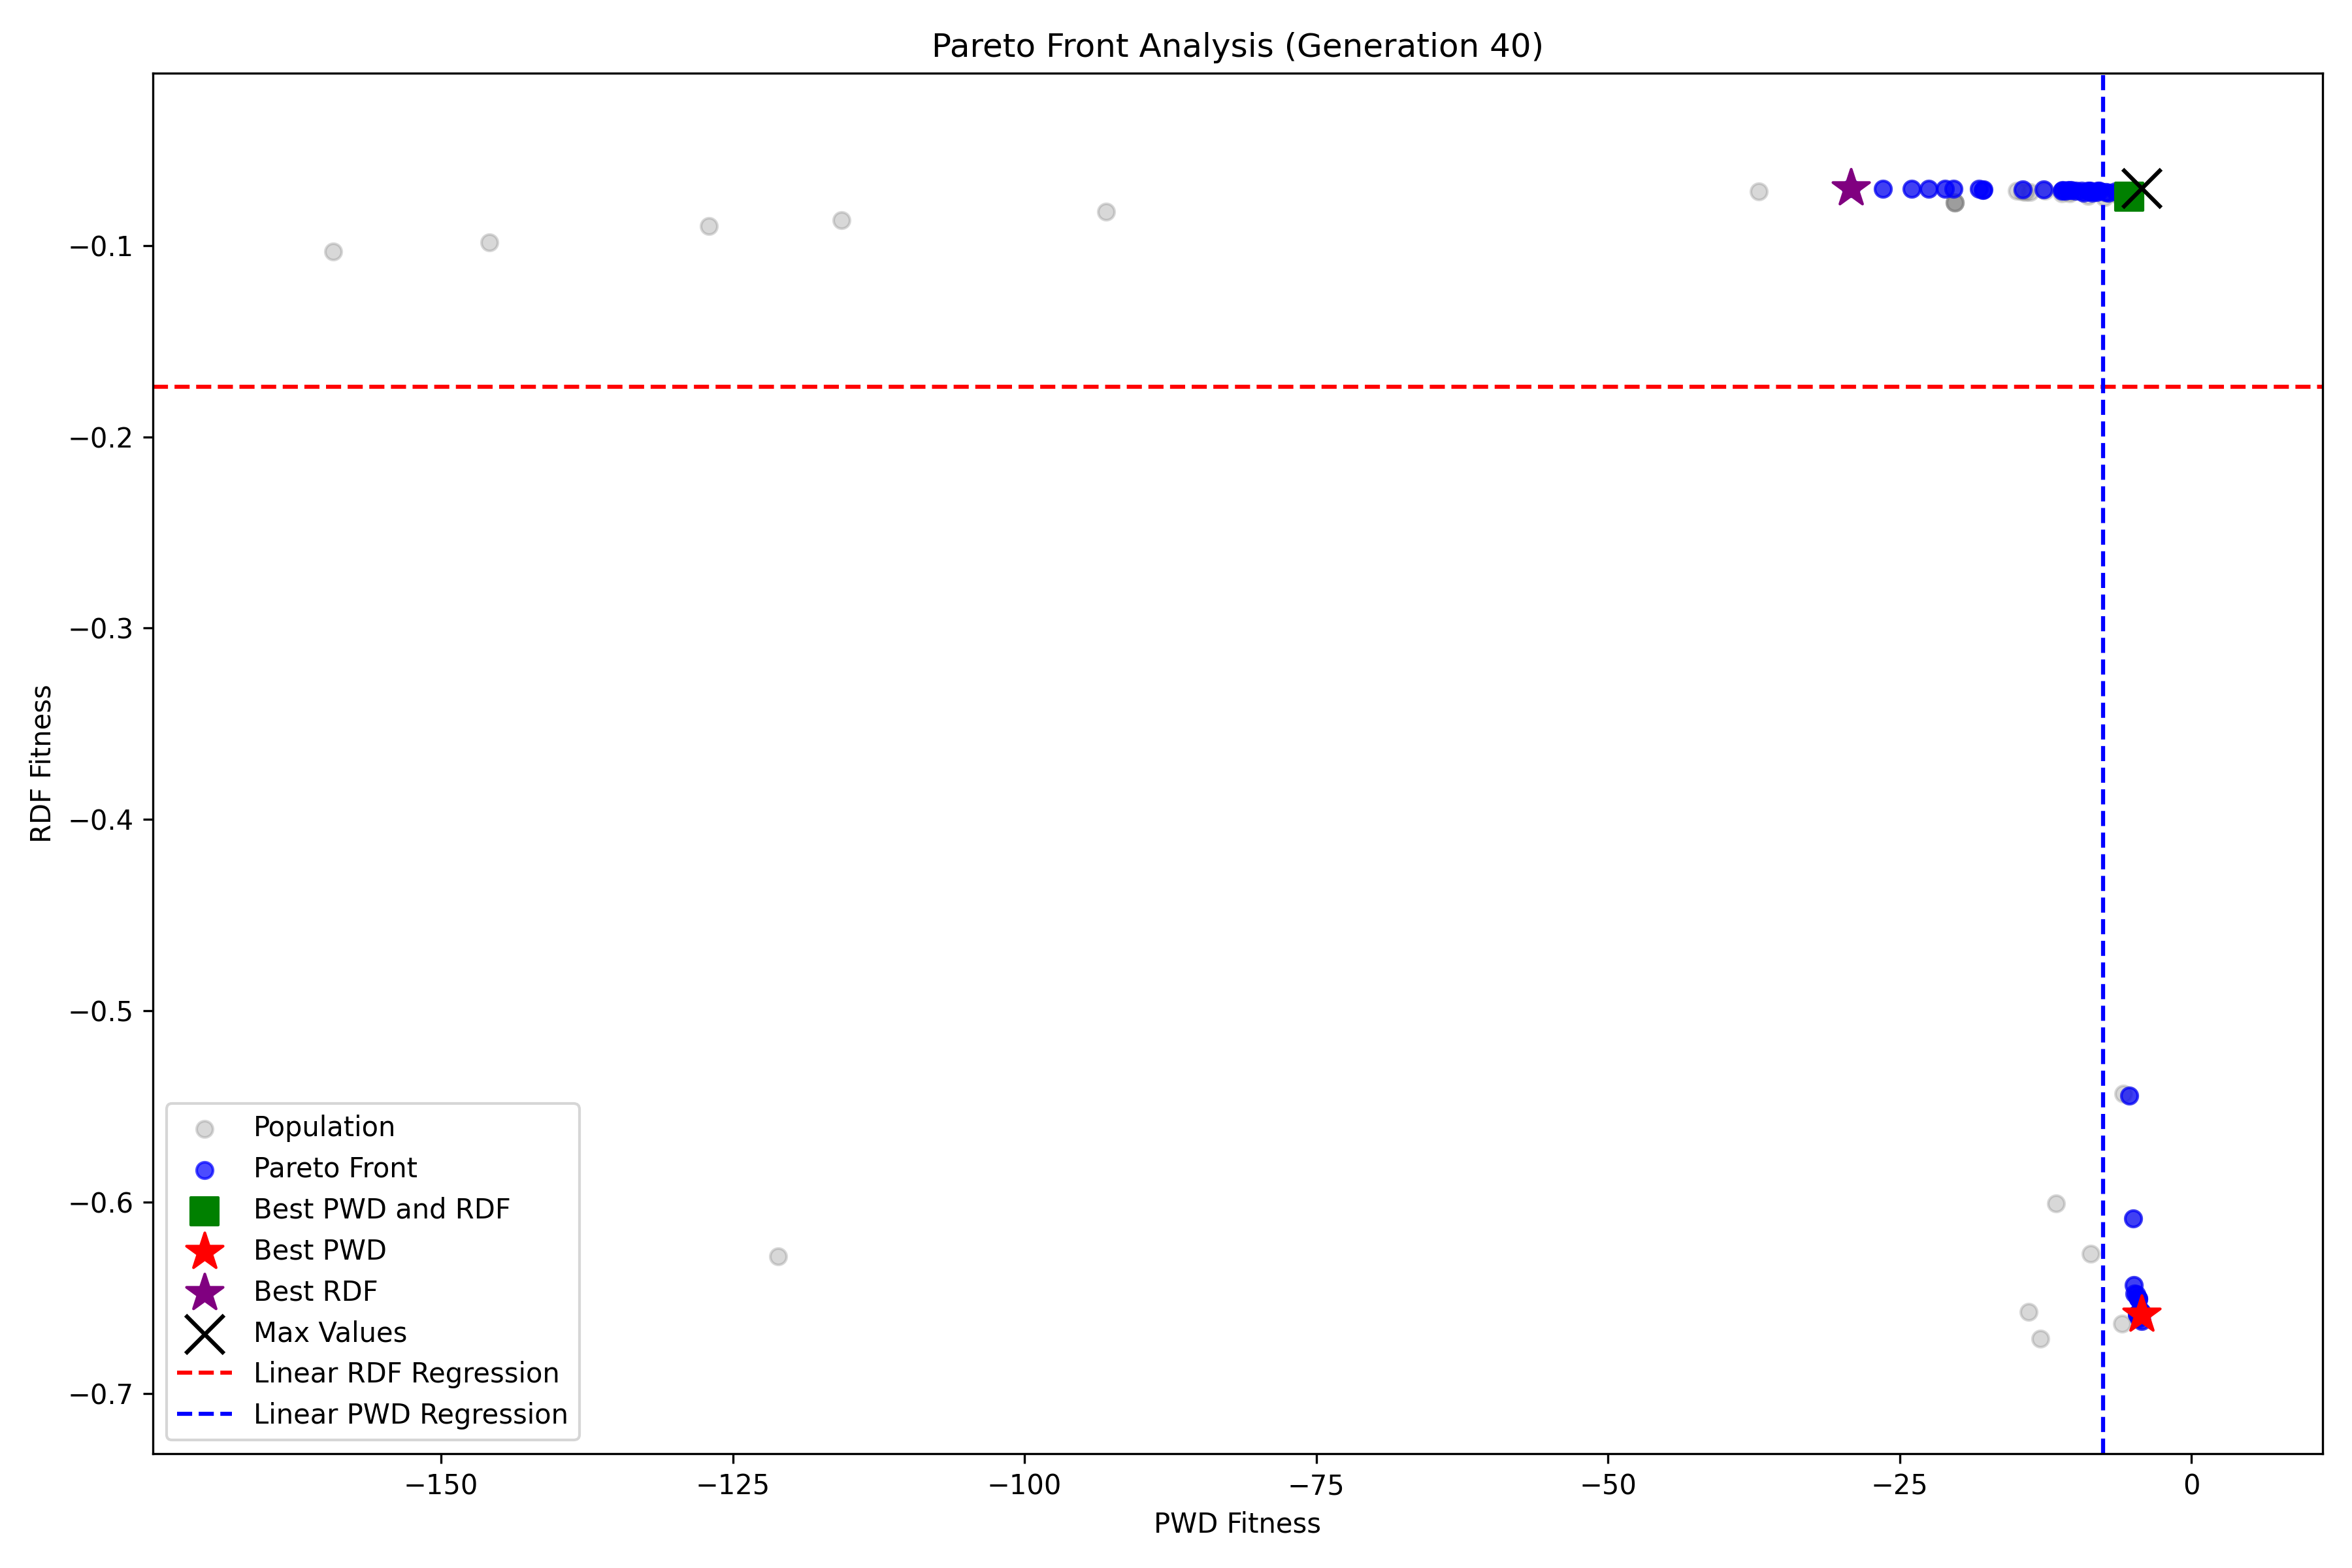 Pareto Front Analysis (Generation 40)
RDF Fitness
−0.1
−0.2
−0.3
−0.4
−0.5
−0.6
−0.7
Population
Pareto Front
Best PWD and RDF
Best PWD
Best RDF
Max Values
Linear RDF Regression
Linear PWD Regression
−150 −125 −100 −75 −50 −25 0
PWD Fitness